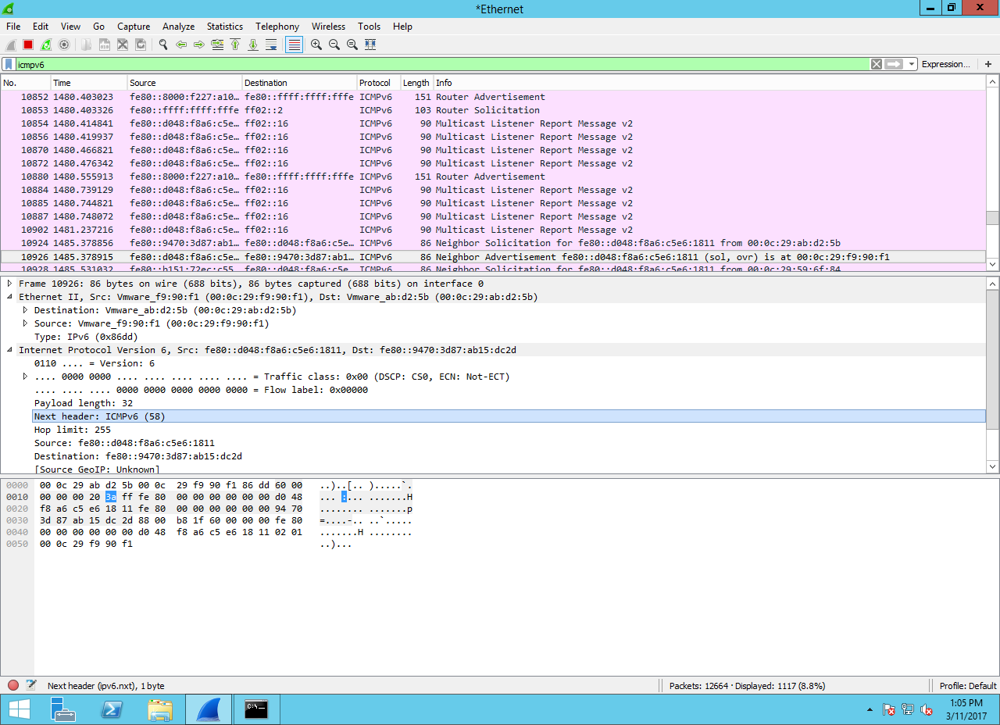 *Ethernet
File Edit View Go Capture Analyze Statistics Telephony Wireless Tools Help
icmpv6 Expression... +
No. Time Source Destination Protocol Length Info
10852 1480.403023 fe80::8000:f227:a10… fe80::ffff:ffff:fffe ICMPv6 151 Router Advertisement
10853 1480.403326 fe80::ffff:ffff:fffe ff02::2 ICMPv6 103 Router Solicitation
10854 1480.414841 fe80::d048:f8a6:c5e… ff02::16 ICMPv6 90 Multicast Listener Report Message v2
10856 1480.419937 fe80::d048:f8a6:c5e… ff02::16 ICMPv6 90 Multicast Listener Report Message v2
10870 1480.466821 fe80::d048:f8a6:c5e… ff02::16 ICMPv6 90 Multicast Listener Report Message v2
10872 1480.476342 fe80::d048:f8a6:c5e… ff02::16 ICMPv6 90 Multicast Listener Report Message v2
10880 1480.555913 fe80::8000:f227:a10… fe80::ffff:ffff:fffe ICMPv6 151 Router Advertisement
10884 1480.739129 fe80::d048:f8a6:c5e… ff02::16 ICMPv6 90 Multicast Listener Report Message v2
10885 1480.744821 fe80::d048:f8a6:c5e… ff02::16 ICMPv6 90 Multicast Listener Report Message v2
10887 1480.748072 fe80::d048:f8a6:c5e… ff02::16 ICMPv6 90 Multicast Listener Report Message v2
10902 1481.237216 fe80::d048:f8a6:c5e… ff02::16 ICMPv6 90 Multicast Listener Report Message v2
10924 1485.378856 fe80::9470:3d87:ab1… fe80::d048:f8a6:c5e… ICMPv6 86 Neighbor Solicitation for fe80::d048:f8a6:c5e6:1811 from 00:0c:29:ab:d2:5b
10926 1485.378915 fe80::d048:f8a6:c5e… fe80::9470:3d87:ab1… ICMPv6 86 Neighbor Advertisement fe80::d048:f8a6:c5e6:1811 (sol, ovr) is at 00:0c:29:f9:90:f1
10928 1485.531032 fe80::b151:72ec:c55… fe80::d048:f8a6:c5e… ICMPv6 86 Neighbor Solicitation for fe80::d048:f8a6:c5e6:1811 from 00:0c:29:59:6f:84
Frame 10926: 86 bytes on wire (688 bits), 86 bytes captured (688 bits) on interface 0
Ethernet II, Src: Vmware_f9:90:f1 (00:0c:29:f9:90:f1), Dst: Vmware_ab:d2:5b (00:0c:29:ab:d2:5b)
Destination: Vmware_ab:d2:5b (00:0c:29:ab:d2:5b)
Source: Vmware_f9:90:f1 (00:0c:29:f9:90:f1)
Type: IPv6 (0x86dd)
Internet Protocol Version 6, Src: fe80::d048:f8a6:c5e6:1811, Dst: fe80::9470:3d87:ab15:dc2d
0110 .... = Version: 6
.... 0000 0000 .... .... .... .... .... = Traffic class: 0x00 (DSCP: CS0, ECN: Not-ECT)
.... .... .... 0000 0000 0000 0000 0000 = Flow label: 0x00000
Payload length: 32
Next header: ICMPv6 (58)
Hop limit: 255
Source: fe80::d048:f8a6:c5e6:1811
Destination: fe80::9470:3d87:ab15:dc2d
[Source GeoIP: Unknown]
0000 00 0c 29 ab d2 5b 00 0c 29 f9 90 f1 86 dd 60 00 ..)..[.. ).....`.
0010 00 00 00 20 3a ff fe 80 00 00 00 00 00 00 d0 48 ... :... .......H
0020 f8 a6 c5 e6 18 11 fe 80 00 00 00 00 00 00 94 70 ........ .......p
0030 3d 87 ab 15 dc 2d 88 00 b8 1f 60 00 00 00 fe 80 =....-.. ..`.....
0040 00 00 00 00 00 00 d0 48 f8 a6 c5 e6 18 11 02 01 .......H ........
0050 00 0c 29 f9 90 f1 ..)...
Next header (ipv6.nxt), 1 byte Packets: 12664 · Displayed: 1117 (8.8%) Profile: Default
1:05 PM
3/11/2017